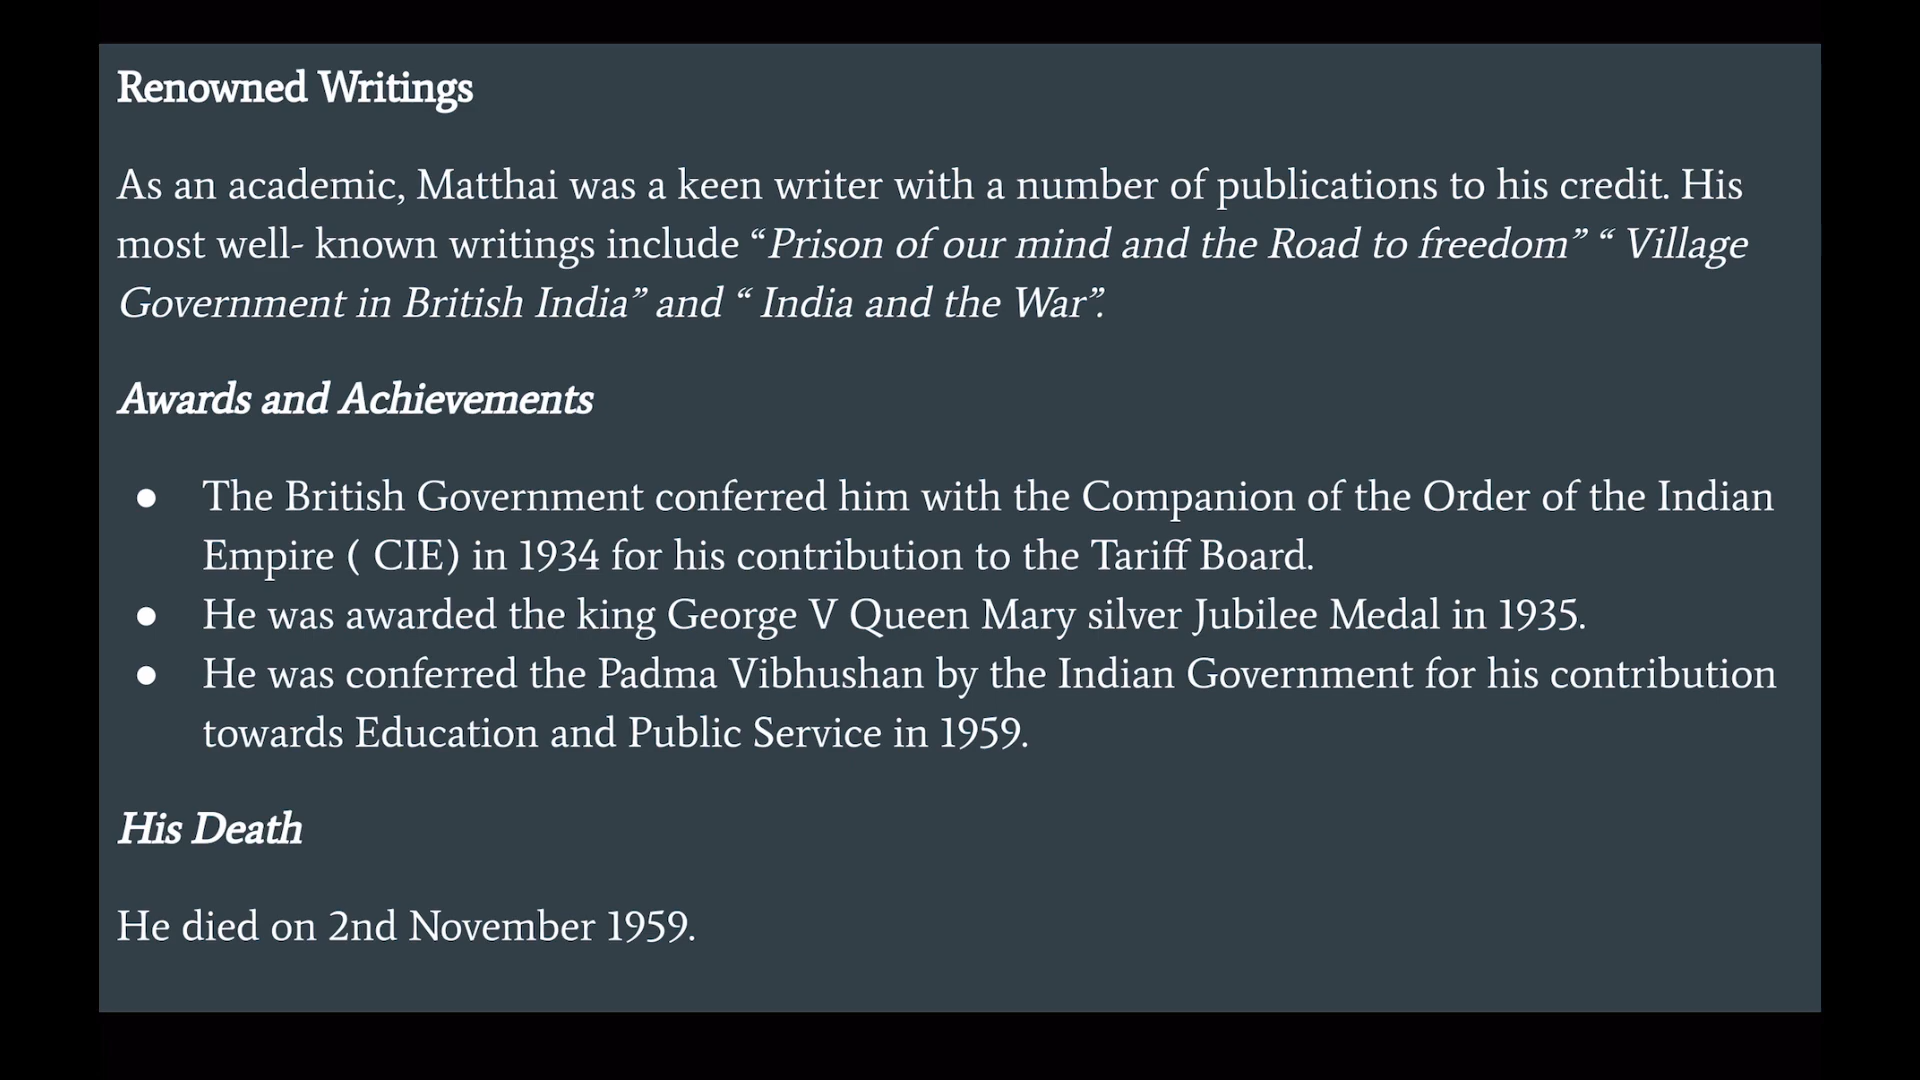 Renowned Writings
As an academic, Matthai was a keen writer with a number of publications to his credit. His
most well- known writings include “Prison of our mind and the Road to freedom” “ Village
Government in British India” and “ India and the War”.
Awards and Achievements
● The British Government conferred him with the Companion of the Order of the Indian
Empire ( CIE) in 1934 for his contribution to the Tariff Board.
● He was awarded the king George V Queen Mary silver Jubilee Medal in 1935.
● He was conferred the Padma Vibhushan by the Indian Government for his contribution
towards Education and Public Service in 1959.
His Death
He died on 2nd November 1959.